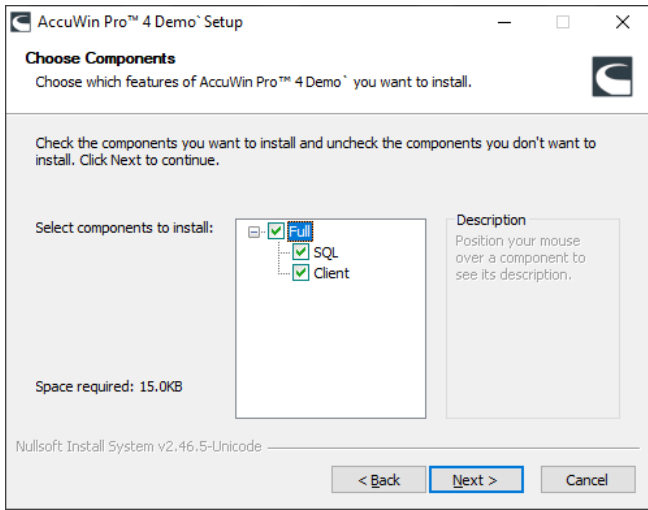 AccuWin Pro™ 4 Demo` Setup
Choose Components
Choose which features of AccuWin Pro™ 4 Demo` you want to install.
Check the components you want to install and uncheck the components you don't want to
install. Click Next to continue.
Select components to install:
Full
SQL
Client
Description
Position your mouse
over a component to
see its description.
Space required: 15.0KB
Nullsoft Install System v2.46.5-Unicode
< Back
Next >
Cancel